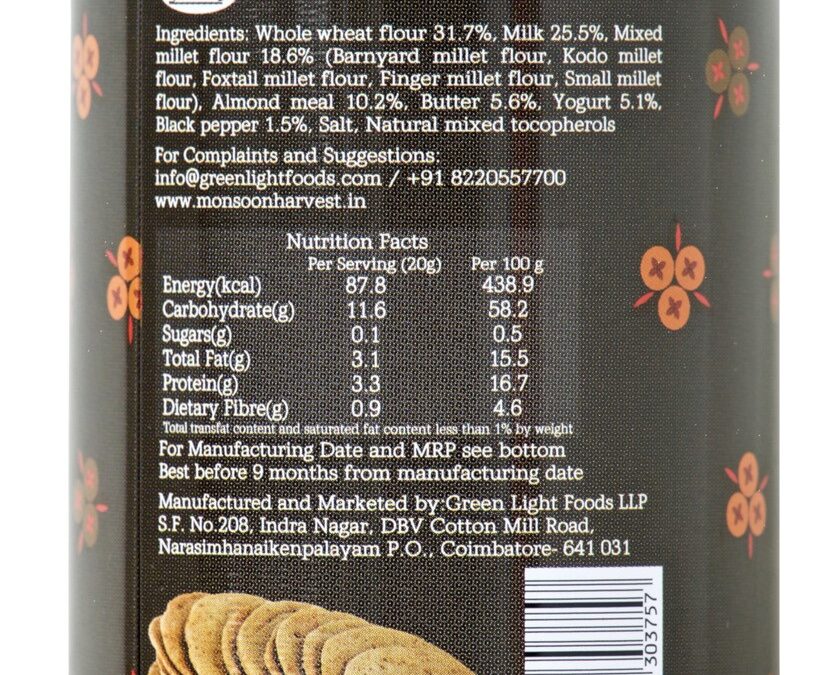 Ingredients: Whole wheat flour 31.7%, Milk 25.5%, Mixed
millet flour 18.6% (Barnyard millet flour, Kodo millet
flour, Foxtail millet flour, Finger millet flour, Small millet
flour), Almond meal 10.2%, Butter 5.6%, Yogurt 5.1%,
Black pepper 1.5%, Salt, Natural mixed tocopherols
For Complaints and Suggestions:
info@greenlightfoods.com / +91 8220557700
www.monsoonharvest.in
Nutrition Facts
Per Serving (20g) Per 100 g
Energy(kcal) 87.8 438.9
Carbohydrate(g) 11.6 58.2
Sugars(g) 0.1 0.5
Total Fat(g) 3.1 15.5
Protein(g) 3.3 16.7
Dietary Fibre(g) 0.9 4.6
Total transfat content and saturated fat content less than 1% by weight
For Manufacturing Date and MRP see bottom
Best before 9 months from manufacturing date
Manufactured and Marketed by:Green Light Foods LLP
S.F. No.208, Indra Nagar, DBV Cotton Mill Road,
Narasimhanaikenpalayam P.O., Coimbatore- 641 031
303757